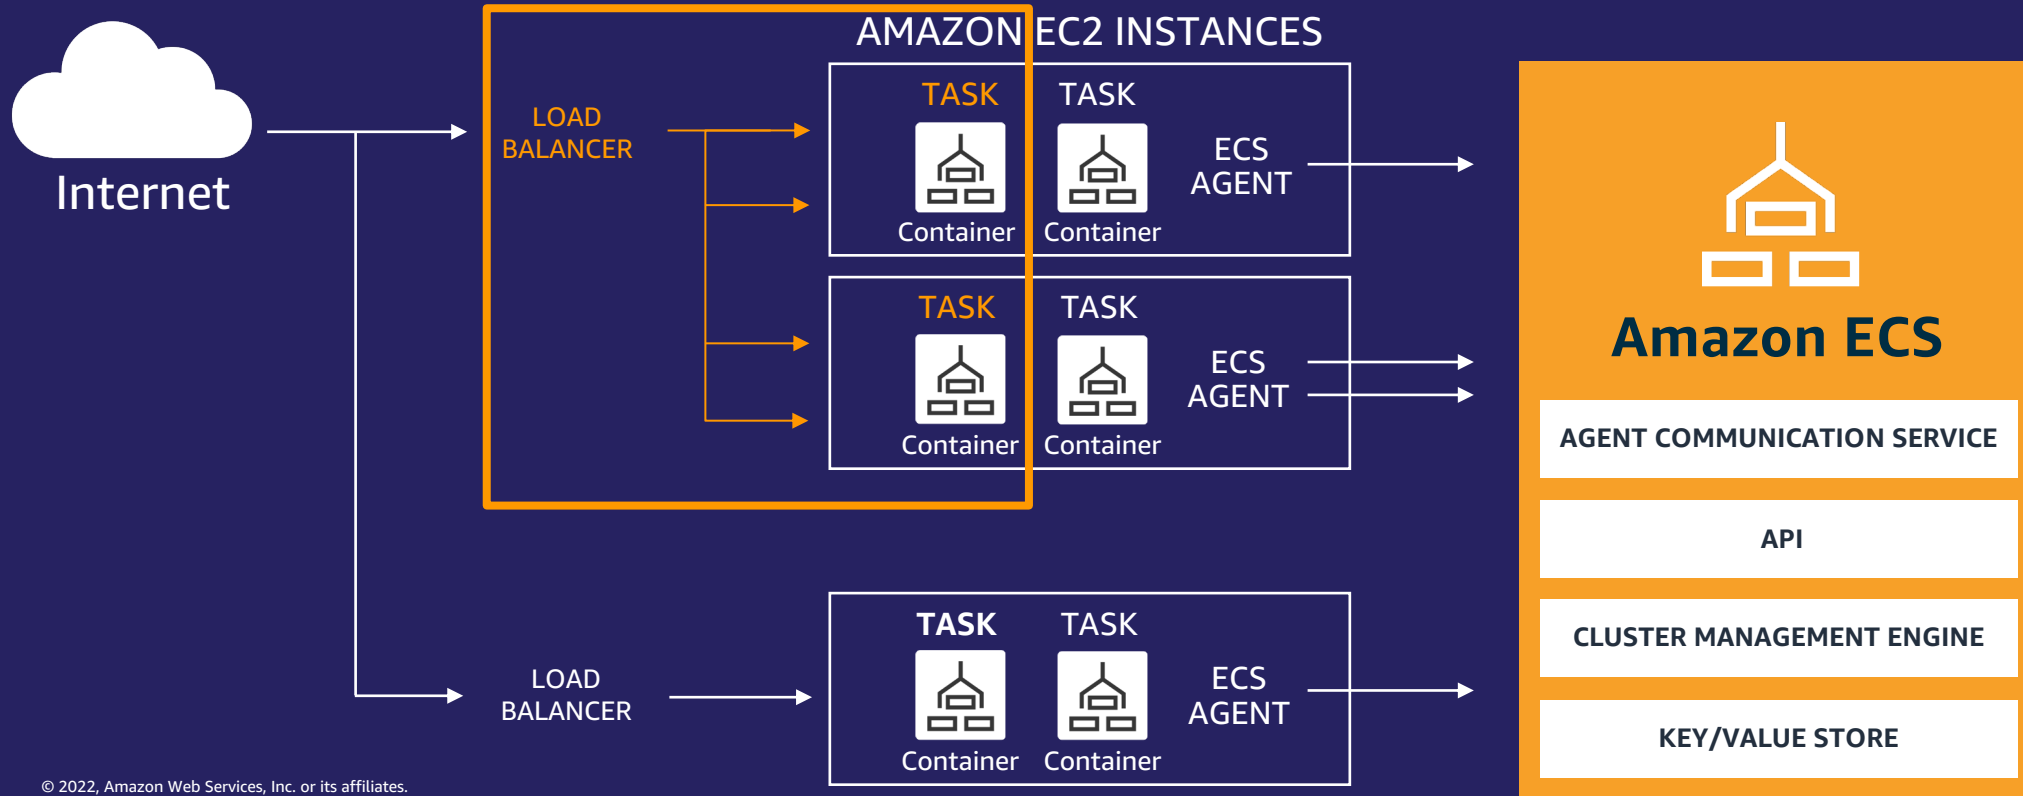 AMAZON EC2 INSTANCES
Internet
LOAD
BALANCER
TASK
TASK
Container
Container
ECS
AGENT
TASK
TASK
Container
Container
ECS
AGENT
LOAD
BALANCER
TASK
TASK
Container
Container
ECS
AGENT
Amazon ECS
AGENT COMMUNICATION SERVICE
API
CLUSTER MANAGEMENT ENGINE
KEY/VALUE STORE
© 2022, Amazon Web Services, Inc. or its affiliates.